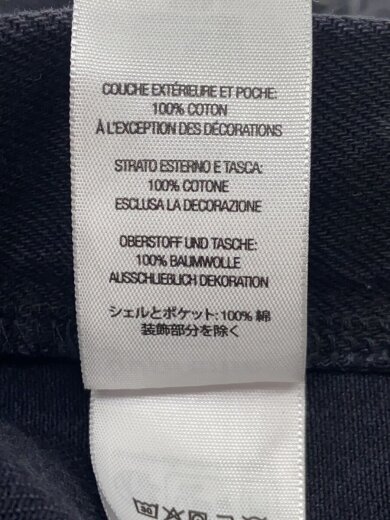 COUCHE EXTÉRIEURE ET POCHE:
100% COTON
À L'EXCEPTION DES DÉCORATIONS
STRATO ESTERNO E TASCA:
100% COTONE
ESCLUSA LA DECORAZIONE
OBERSTOFF UND TASCHE:
100% BAUMWOLLE
AUSSCHLIEBLICH DEKORATION
シェルとポケット: 100% 綿
装飾部分を除く
30